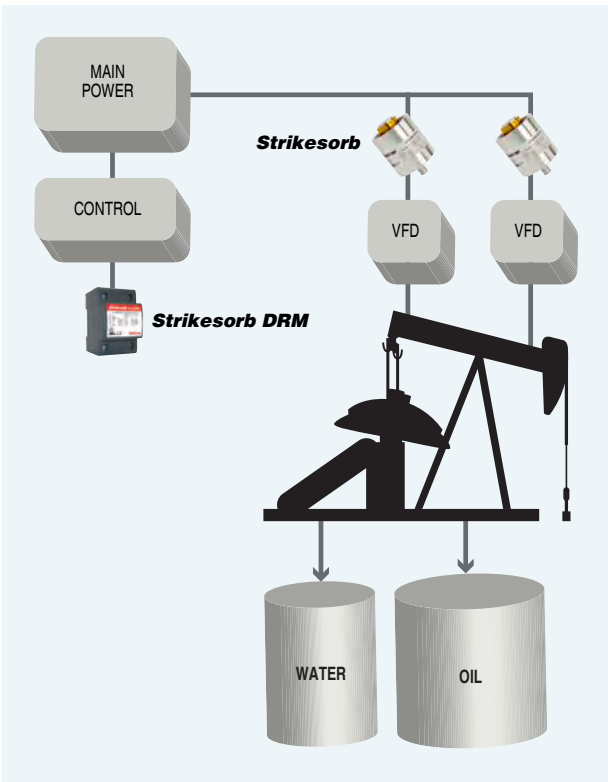 MAIN
POWER
Strikesorb
CONTROL
VFD
VFD
Strikesorb DRM
WATER
OIL